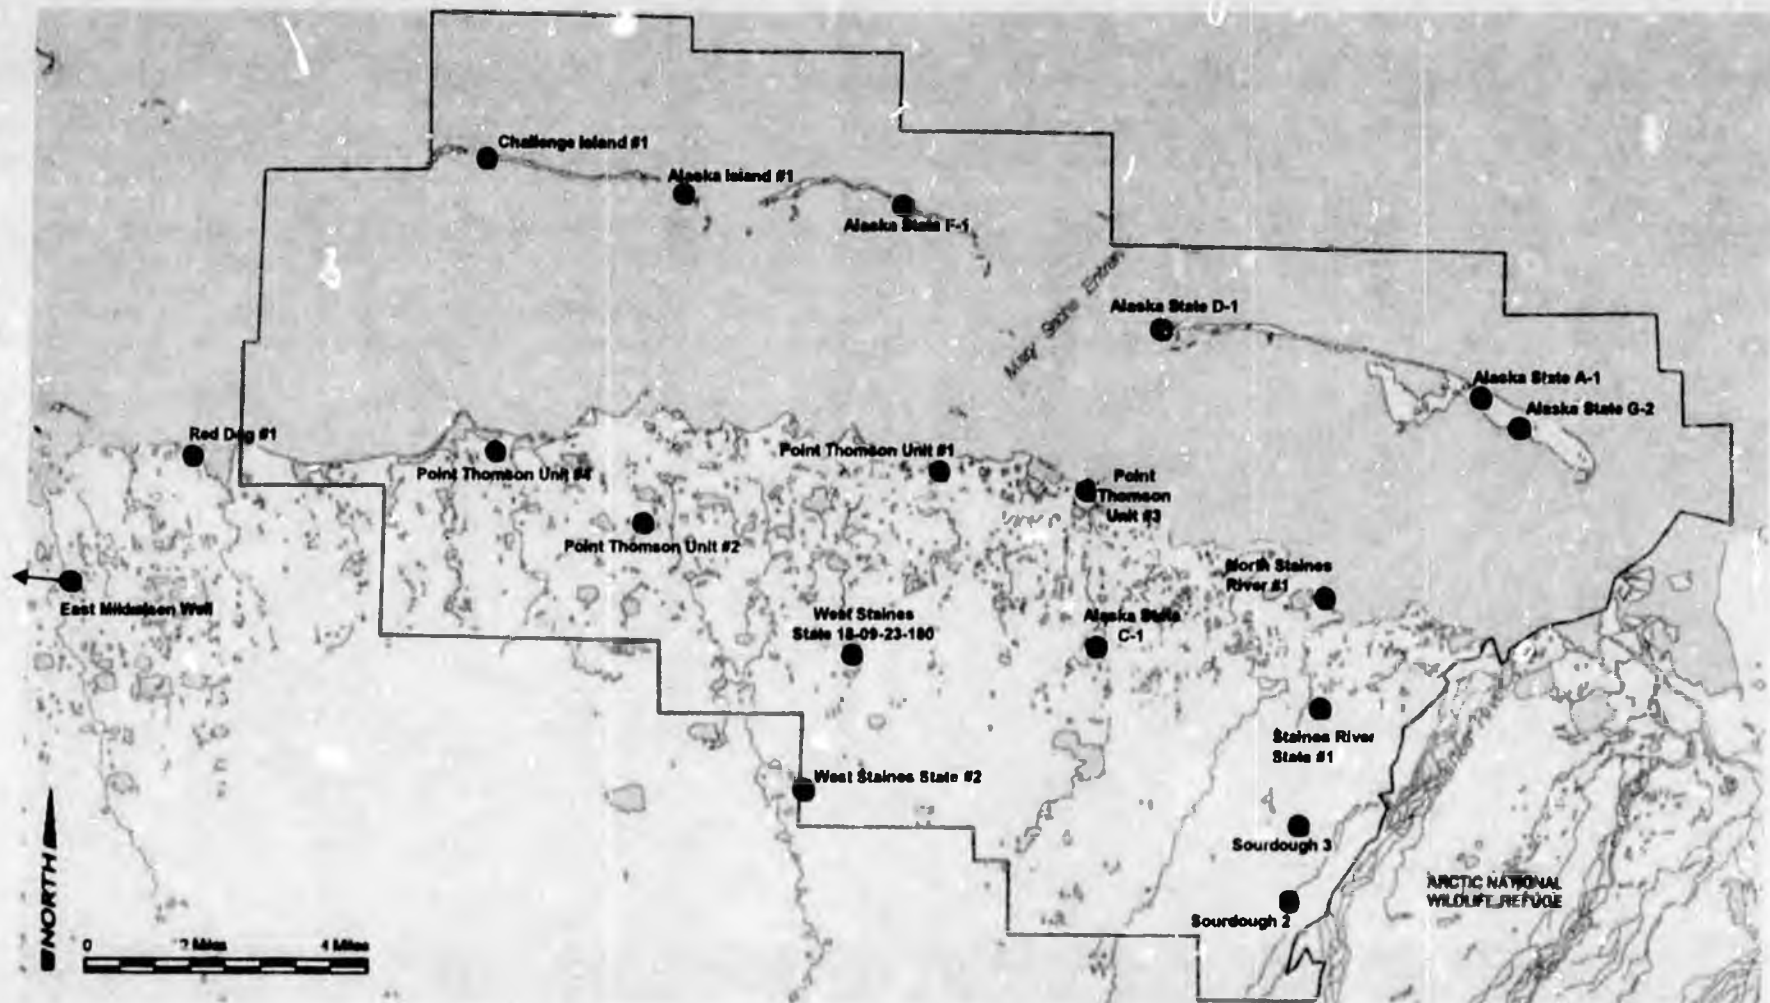 Challenge Island #1
Alaska Island #1
Alaska State F-1
Mary Sachs Entran
Alaska State D-1
Alaska State A-1
Alaska State G-2
Red Dog #1
Point Thomson Unit #4
Point Thomson Unit #1
Point
Thomson
Unit #3
Point Thomson Unit #2
North Staines
River #1
East Mikkelsen Well
West Staines
State 18-09-23-180
Alaska State
C-1
Staines River
State #1
West Staines State #2
Sourdough 3
Sourdough 2
ARCTIC NATIONAL
WILDLIFE REFUGE
NORTH
0 2 Miles 4 Miles